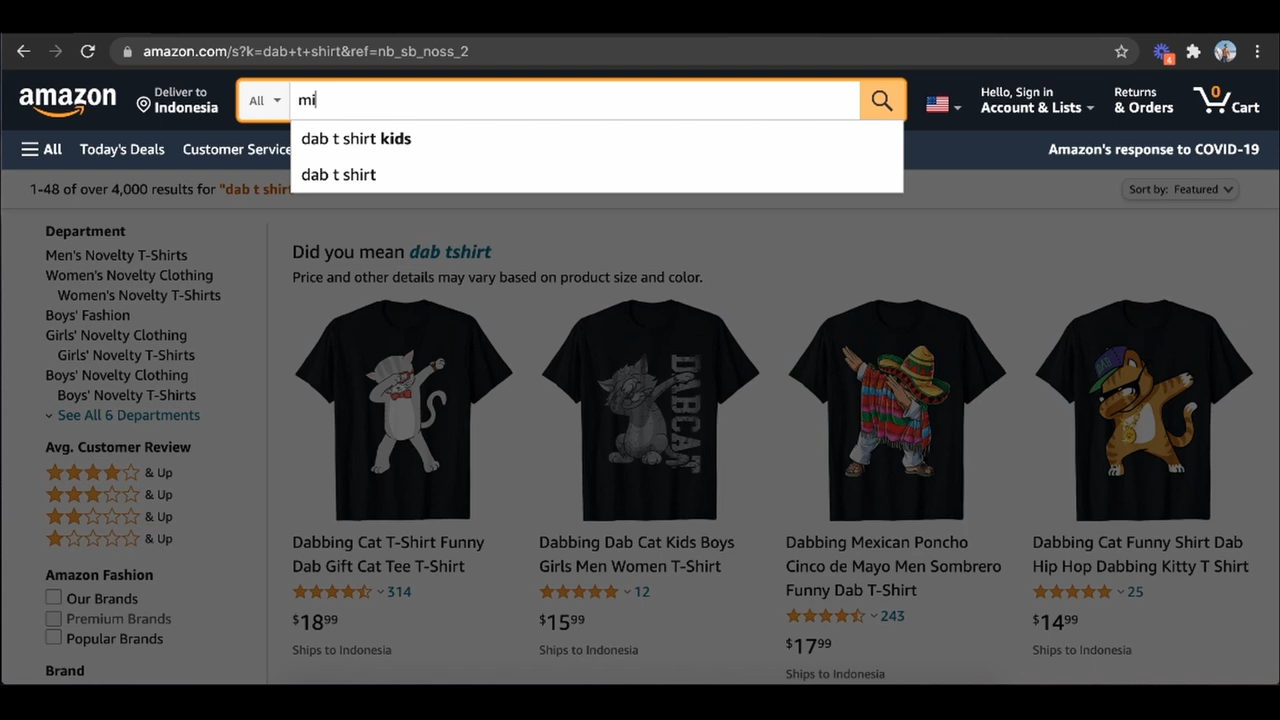 amazon.com/s?k=dab+t+shirt&ref=nb_sb_noss_2
4
amazon
Deliver to
Indonesia
All
mi
Hello, Sign in
Account & Lists
Returns
& Orders
0
Cart
dab t shirt kids
dab t shirt
All
Today's Deals
Customer Service
Amazon's response to COVID-19
1-48 of over 4,000 results for "dab t shirt
Sort by: Featured
Department
Men's Novelty T-Shirts
Women's Novelty Clothing
Women's Novelty T-Shirts
Boys' Fashion
Girls' Novelty Clothing
Girls' Novelty T-Shirts
Boys' Novelty Clothing
Boys' Novelty T-Shirts
See All 6 Departments
Avg. Customer Review
& Up
& Up
& Up
& Up
Amazon Fashion
Our Brands
Premium Brands
Popular Brands
Brand
Did you mean dab tshirt
Price and other details may vary based on product size and color.
DABCAT
Dabbing Cat T-Shirt Funny
Dab Gift Cat Tee T-Shirt
314
$1899
Ships to Indonesia
Dabbing Dab Cat Kids Boys
Girls Men Women T-Shirt
12
$1599
Ships to Indonesia
Dabbing Mexican Poncho
Cinco de Mayo Men Sombrero
Funny Dab T-Shirt
243
$1799
Ships to Indonesia
Dabbing Cat Funny Shirt Dab
Hip Hop Dabbing Kitty T Shirt
25
$1499
Ships to Indonesia